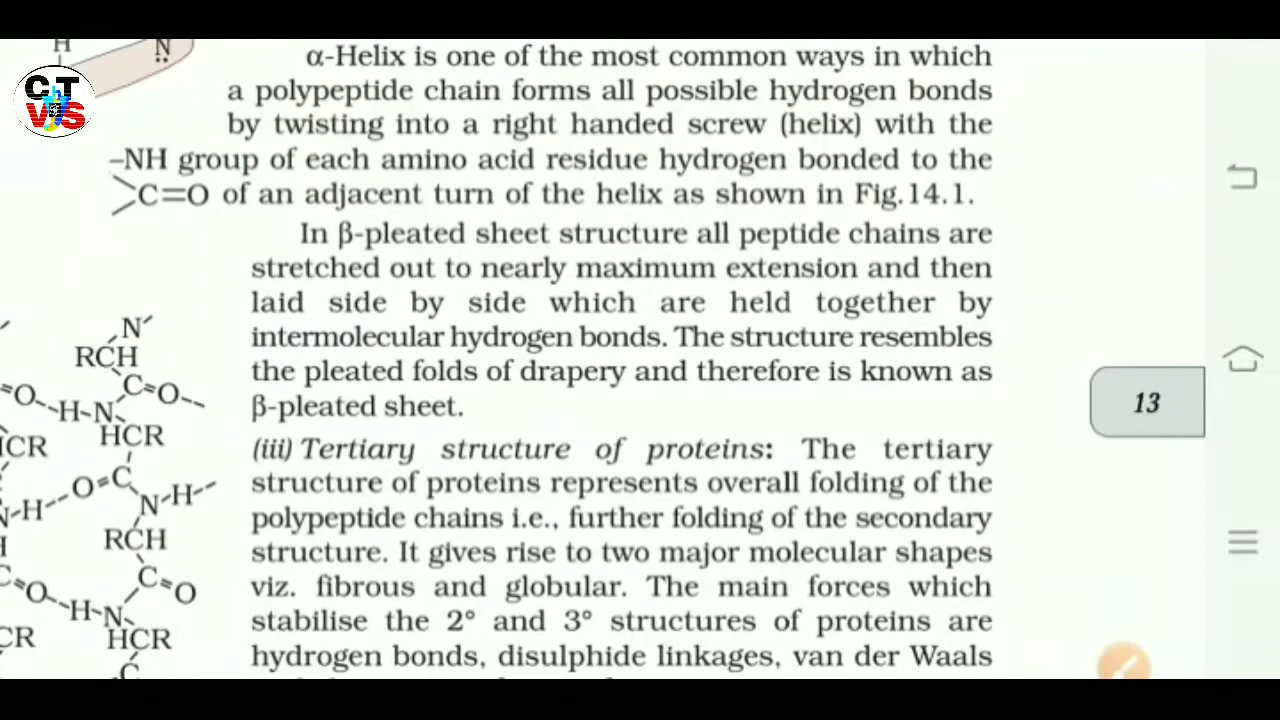 H
N
CT
VJS
α-Helix is one of the most common ways in which
a polypeptide chain forms all possible hydrogen bonds
by twisting into a right handed screw (helix) with the
–NH group of each amino acid residue hydrogen bonded to the
>C=O of an adjacent turn of the helix as shown in Fig.14.1.
In β-pleated sheet structure all peptide chains are
stretched out to nearly maximum extension and then
laid side by side which are held together by
intermolecular hydrogen bonds. The structure resembles
the pleated folds of drapery and therefore is known as
β-pleated sheet.
(iii) Tertiary structure of proteins: The tertiary
structure of proteins represents overall folding of the
polypeptide chains i.e., further folding of the secondary
structure. It gives rise to two major molecular shapes
viz. fibrous and globular. The main forces which
stabilise the 2° and 3° structures of proteins are
hydrogen bonds, disulphide linkages, van der Waals
N
RCH
C=O
=O H-N
HCR
O=C
N-H
-H
RCH
C=O
=O H-N
HCR
C
13